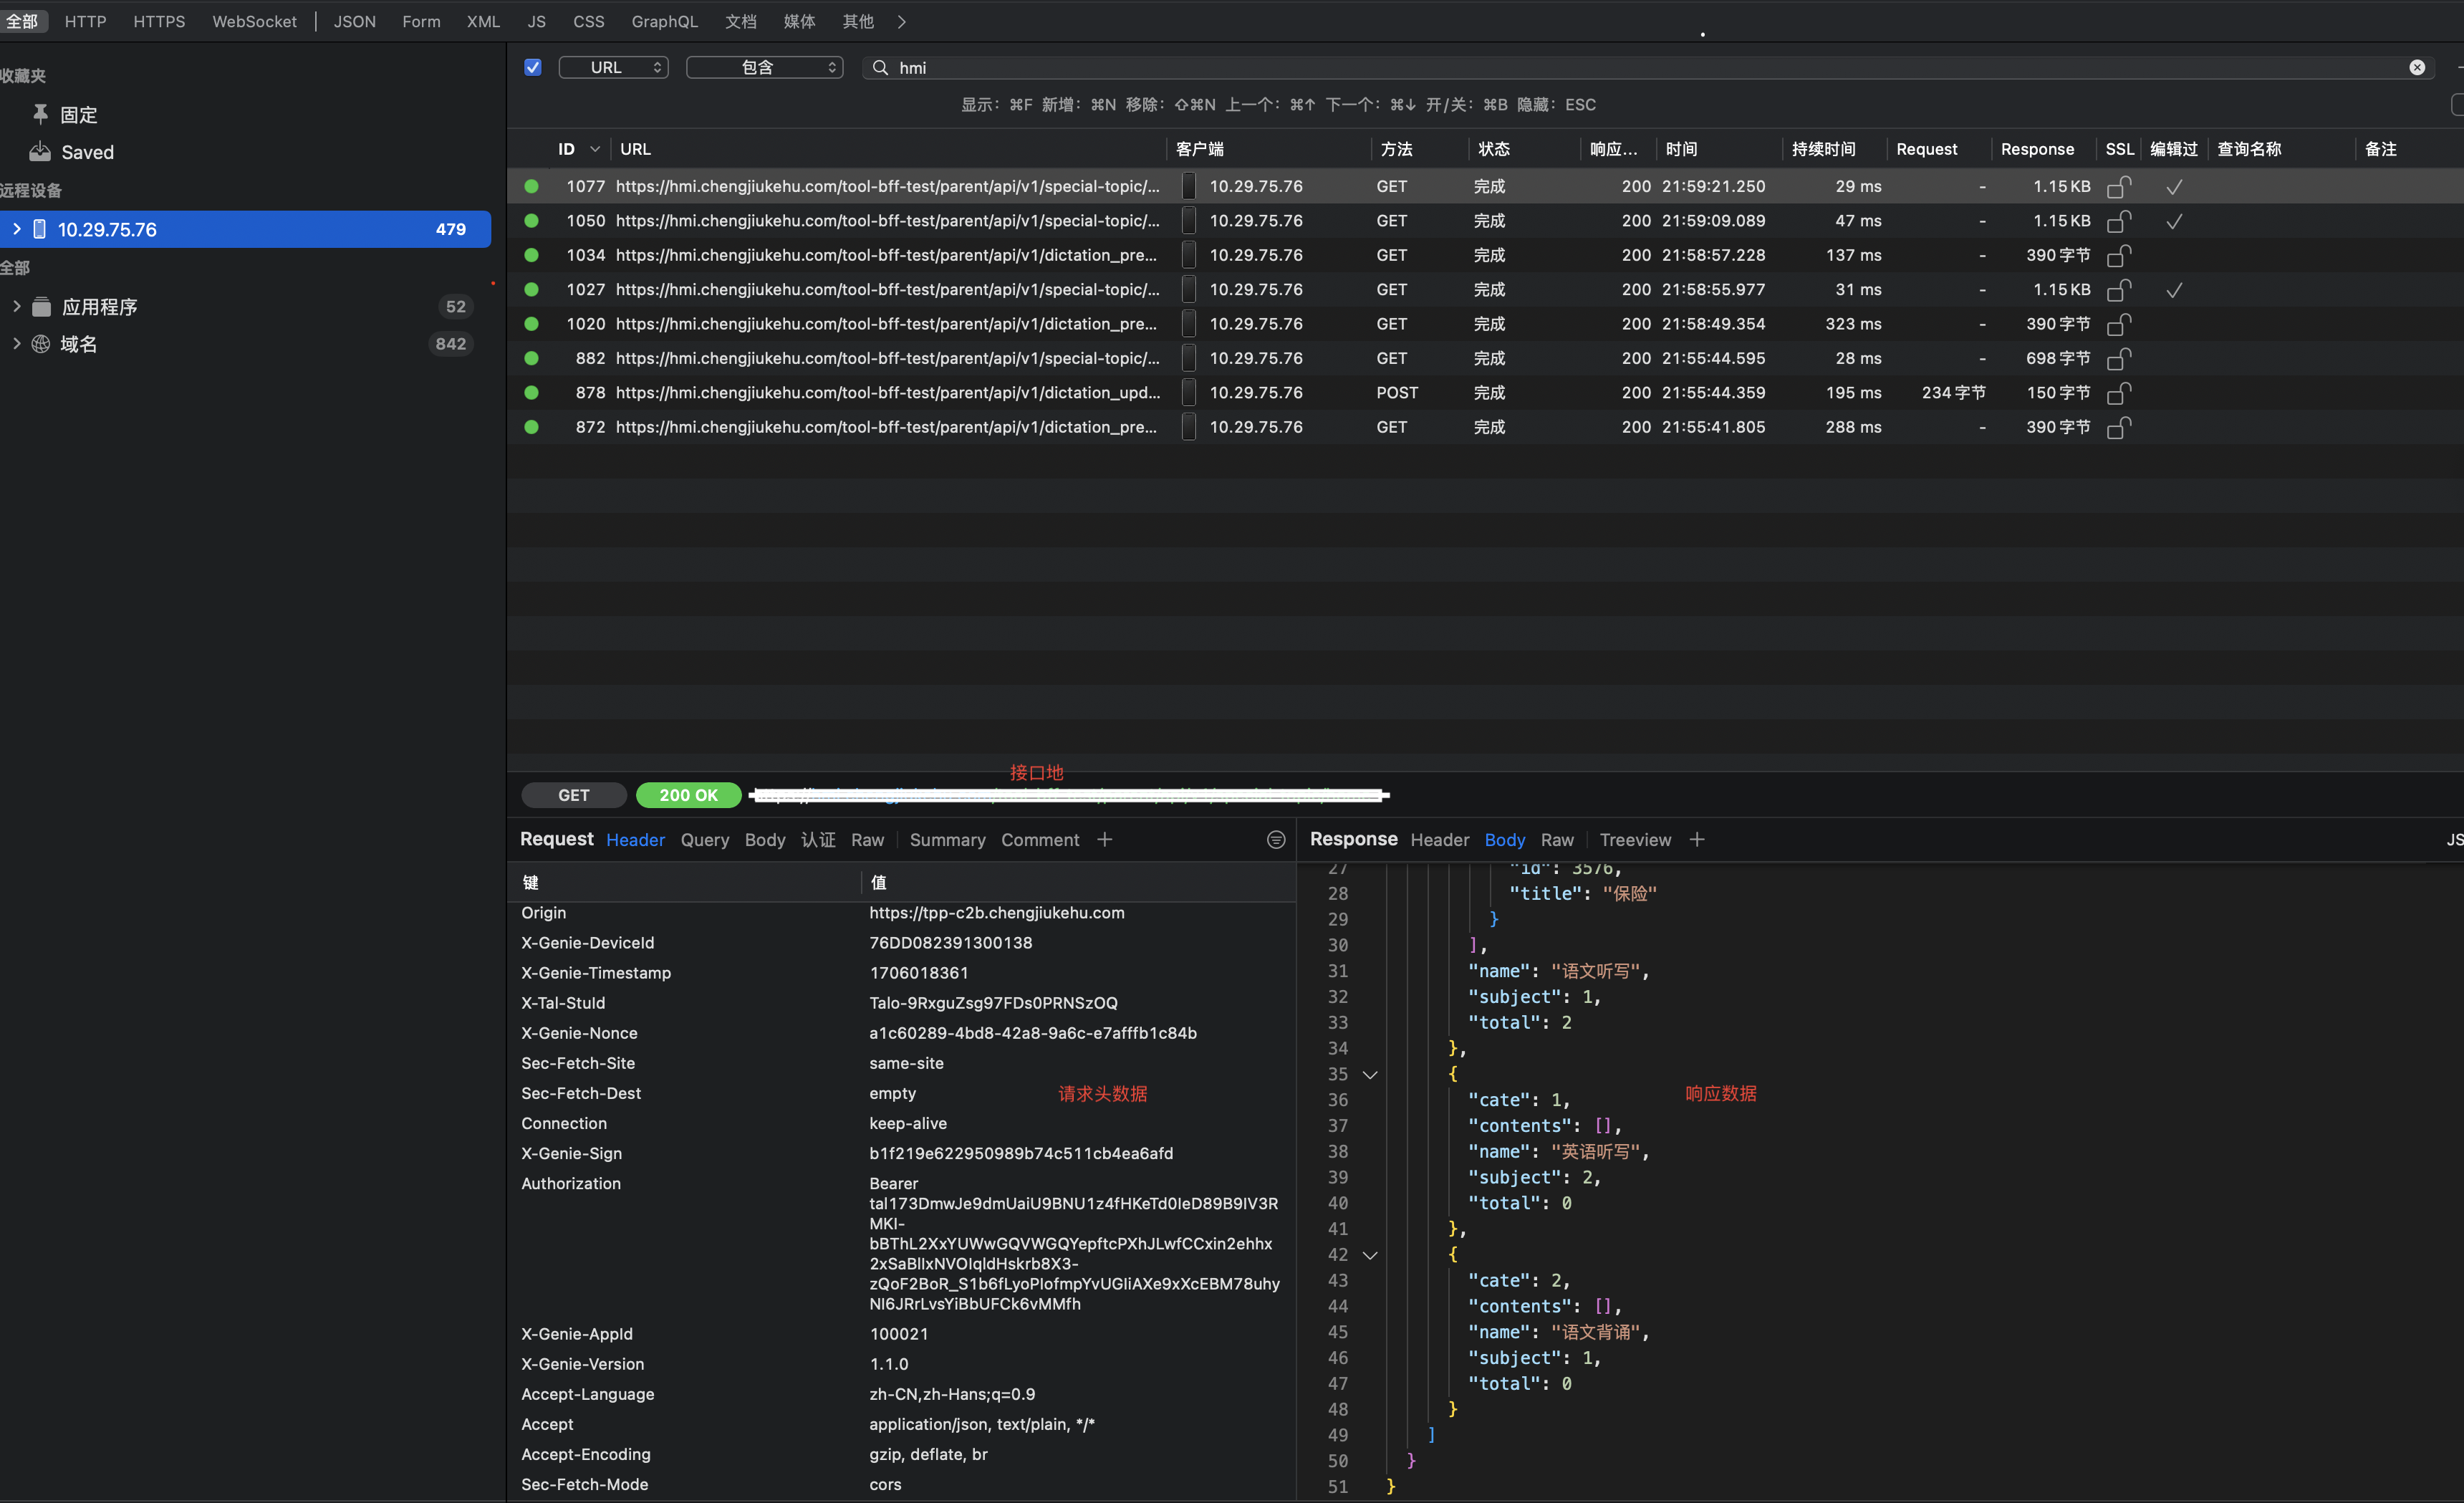 全部 HTTP HTTPS WebSocket JSON Form XML JS CSS GraphQL 文档 媒体 其他
收藏夹
固定
Saved
远程设备
10.29.75.76 479
全部
应用程序 52
域名 842
URL 包含 hmi
显示: ⌘F 新增: ⌘N 移除: ⇧⌘N 上一个: ⌘↑ 下一个: ⌘↓ 开/关: ⌘B 隐藏: ESC
ID URL 客户端 方法 状态 响应... 时间 持续时间 Request Response SSL 编辑过 查询名称 备注
1077 https://hmi.chengjiukehu.com/tool-bff-test/parent/api/v1/special-topic/... 10.29.75.76 GET 完成 200 21:59:21.250 29 ms - 1.15 KB
1050 https://hmi.chengjiukehu.com/tool-bff-test/parent/api/v1/special-topic/... 10.29.75.76 GET 完成 200 21:59:09.089 47 ms - 1.15 KB
1034 https://hmi.chengjiukehu.com/tool-bff-test/parent/api/v1/dictation_pre... 10.29.75.76 GET 完成 200 21:58:57.228 137 ms - 390 字节
1027 https://hmi.chengjiukehu.com/tool-bff-test/parent/api/v1/special-topic/... 10.29.75.76 GET 完成 200 21:58:55.977 31 ms - 1.15 KB
1020 https://hmi.chengjiukehu.com/tool-bff-test/parent/api/v1/dictation_pre... 10.29.75.76 GET 完成 200 21:58:49.354 323 ms - 390 字节
882 https://hmi.chengjiukehu.com/tool-bff-test/parent/api/v1/special-topic/... 10.29.75.76 GET 完成 200 21:55:44.595 28 ms - 698 字节
878 https://hmi.chengjiukehu.com/tool-bff-test/parent/api/v1/dictation_upd... 10.29.75.76 POST 完成 200 21:55:44.359 195 ms 234 字节 150 字节
872 https://hmi.chengjiukehu.com/tool-bff-test/parent/api/v1/dictation_pre... 10.29.75.76 GET 完成 200 21:55:41.805 288 ms - 390 字节
接口地
GET 200 OK
Request Header Query Body 认证 Raw Summary Comment
键 值
Origin https://tpp-c2b.chengjiukehu.com
X-Genie-DeviceId 76DD082391300138
X-Genie-Timestamp 1706018361
X-Tal-StuId Talo-9RxguZsg97FDs0PRNSzOQ
X-Genie-Nonce a1c60289-4bd8-42a8-9a6c-e7afffb1c84b
Sec-Fetch-Site same-site
Sec-Fetch-Dest empty
请求头数据
Connection keep-alive
X-Genie-Sign b1f219e622950989b74c511cb4ea6afd
Authorization Bearer
tal173DmwJe9dmUaiU9BNU1z4fHKeTd0IeD89B9IV3R
MKl-
bBThL2XxYUWwGQVWGQYepftcPXhJLwfCCxin2ehhx
2xSaBllxNVOIqldHskrb8X3-
zQoF2BoR_S1b6fLyoPIofmpYvUGIiAXe9xXcEBM78uhy
NI6JRrLvsYiBbUFCk6vMMfh
X-Genie-AppId 100021
X-Genie-Version 1.1.0
Accept-Language zh-CN,zh-Hans;q=0.9
Accept application/json, text/plain, */*
Accept-Encoding gzip, deflate, br
Sec-Fetch-Mode cors
Response Header Body Raw Treeview JS
27 "id": 3576,
28 "title": "保险"
29 }
30 ],
31 "name": "语文听写",
32 "subject": 1,
33 "total": 2
34 },
35 {
36 "cate": 1,
响应数据
37 "contents": [],
38 "name": "英语听写",
39 "subject": 2,
40 "total": 0
41 },
42 {
43 "cate": 2,
44 "contents": [],
45 "name": "语文背诵",
46 "subject": 1,
47 "total": 0
48 }
49 ]
50 }
51 }